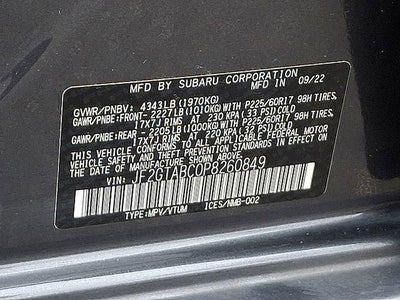 MFD BY SUBARU CORPORATION
MFD IN 09/22
GVWR/PNBV: 4343LB (1970KG)
GAWR/PNBE:FRONT- 2227LB(1010KG)WITH P225/60R17 98H TIRES,
17X7J RIMS AT 230 KPA (33 PSI)COLD
GAWR/PNBE:REAR - 2205LB(1000KG)WITH P225/60R17 98H TIRES,
17X7J RIMS AT 220 KPA (32 PSI)COLD
THIS VEHICLE CONFORMS TO ALL APPLICABLE FEDERAL MOTOR
VEHICLE SAFETY AND THEFT PREVENTION STANDARDS IN EFFECT
ON THE DATE OF MANUFACTURE SHOWN ABOVE.
VIN: JF2GTABC0P8260849
TYPE:MPV/VTUM ICES/NMB-002